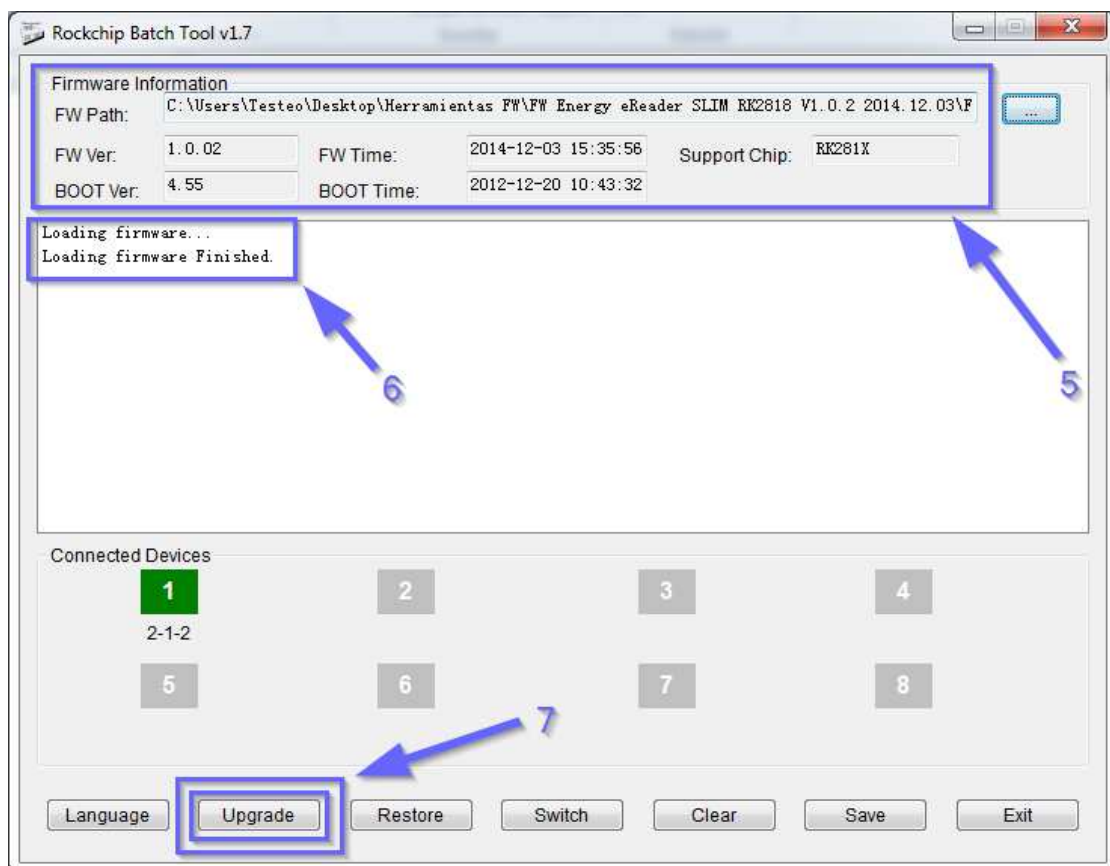 Rockchip Batch Tool v1.7
Firmware Information
FW Path: C:\Users\Testeo\Desktop\Herramientas FW\FW Energy eReader SLIM RK2818 V1.0.2 2014.12.03\F ...
FW Ver: 1.0.02 FW Time: 2014-12-03 15:35:56 Support Chip: RK281X
BOOT Ver: 4.55 BOOT Time: 2012-12-20 10:43:32
Loading firmware...
Loading firmware Finished.
6
5
Connected Devices
1 2 3 4
2-1-2
5 6 7 8
7
Language Upgrade Restore Switch Clear Save Exit